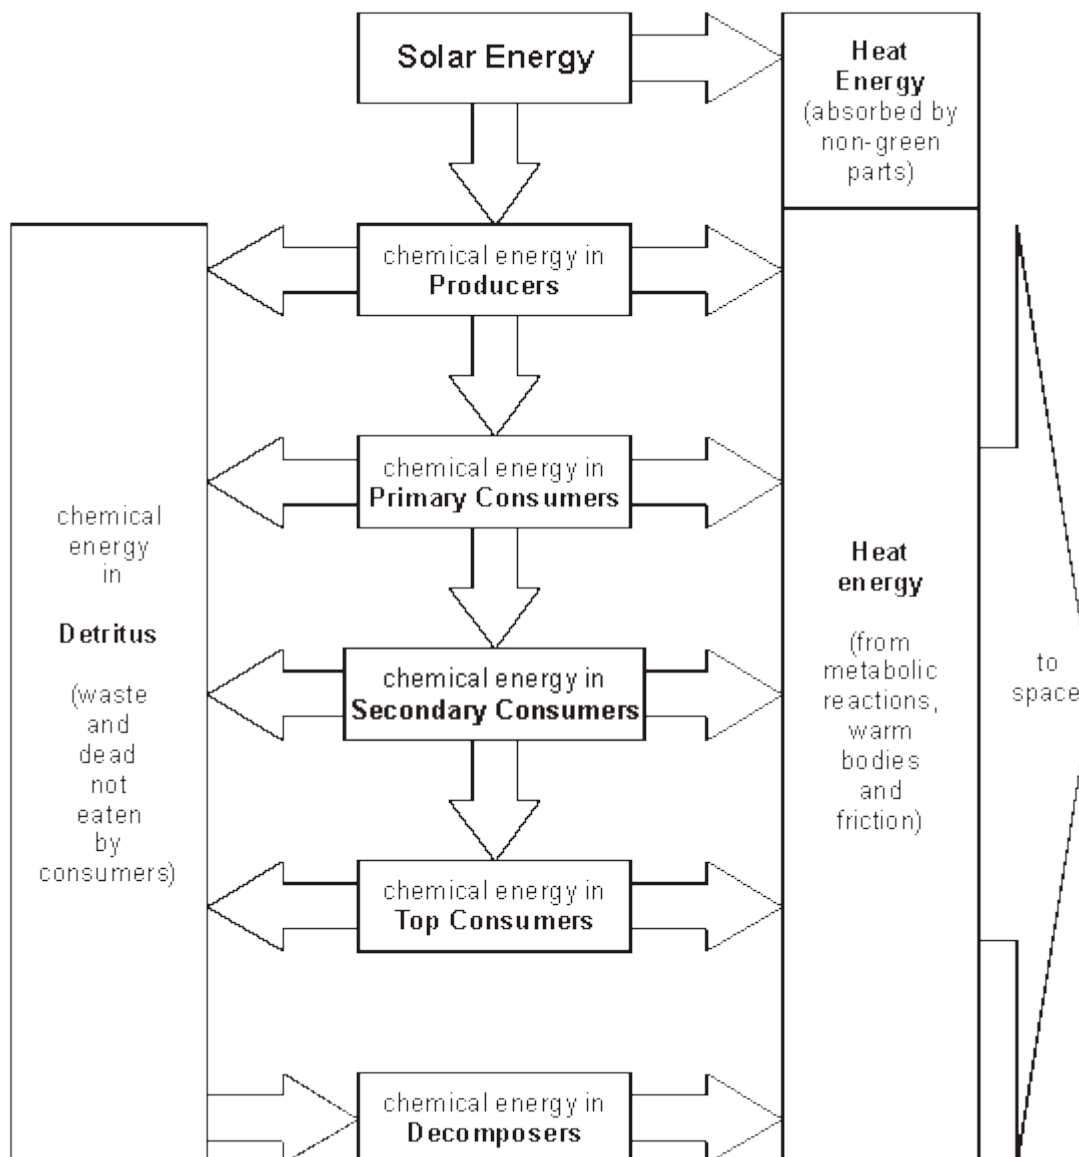 Solar Energy
Heat
Energy
(absorbed by
non-green
parts)
chemical energy in
Producers
chemical energy in
Primary Consumers
chemical
energy
in
Detritus
(waste
and
dead
not
eaten
by
consumers)
chemical energy in
Secondary Consumers
Heat
energy
(from
metabolic
reactions,
warm
bodies
and
friction)
to
space
chemical energy in
Top Consumers
chemical energy in
Decomposers